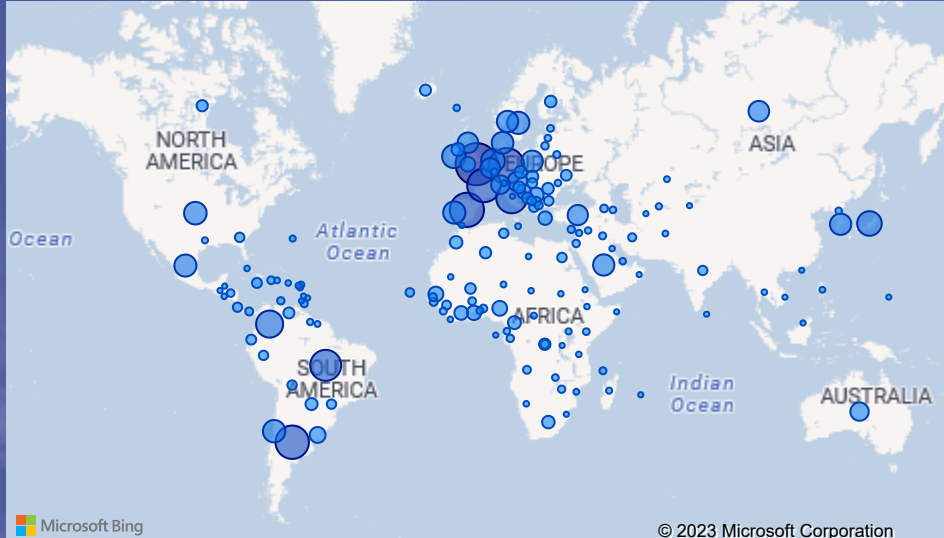 NORTH
AMERICA
ASIA
EUROPE
Ocean
Atlantic
Ocean
AFRICA
SOUTH
AMERICA
Indian
Ocean
AUSTRALIA
Microsoft Bing
© 2023 Microsoft Corporation